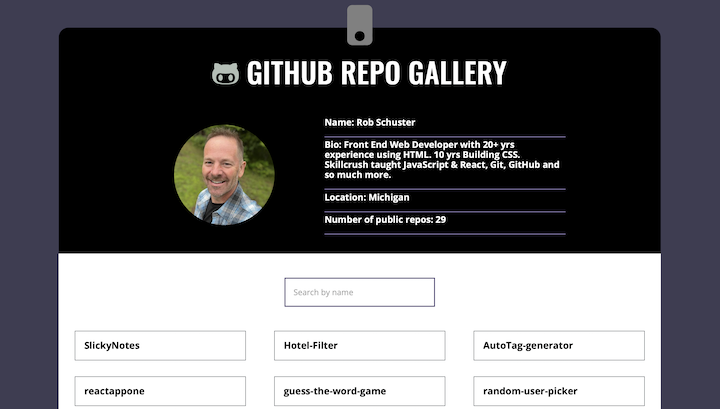 GITHUB REPO GALLERY
Name: Rob Schuster
Bio: Front End Web Developer with 20+ yrs
experience using HTML. 10 yrs Building CSS.
Skillcrush taught JavaScript & React, Git, GitHub and
so much more.
Location: Michigan
Number of public repos: 29
Search by name
SlickyNotes
Hotel-Filter
AutoTag-generator
reactappone
guess-the-word-game
random-user-picker